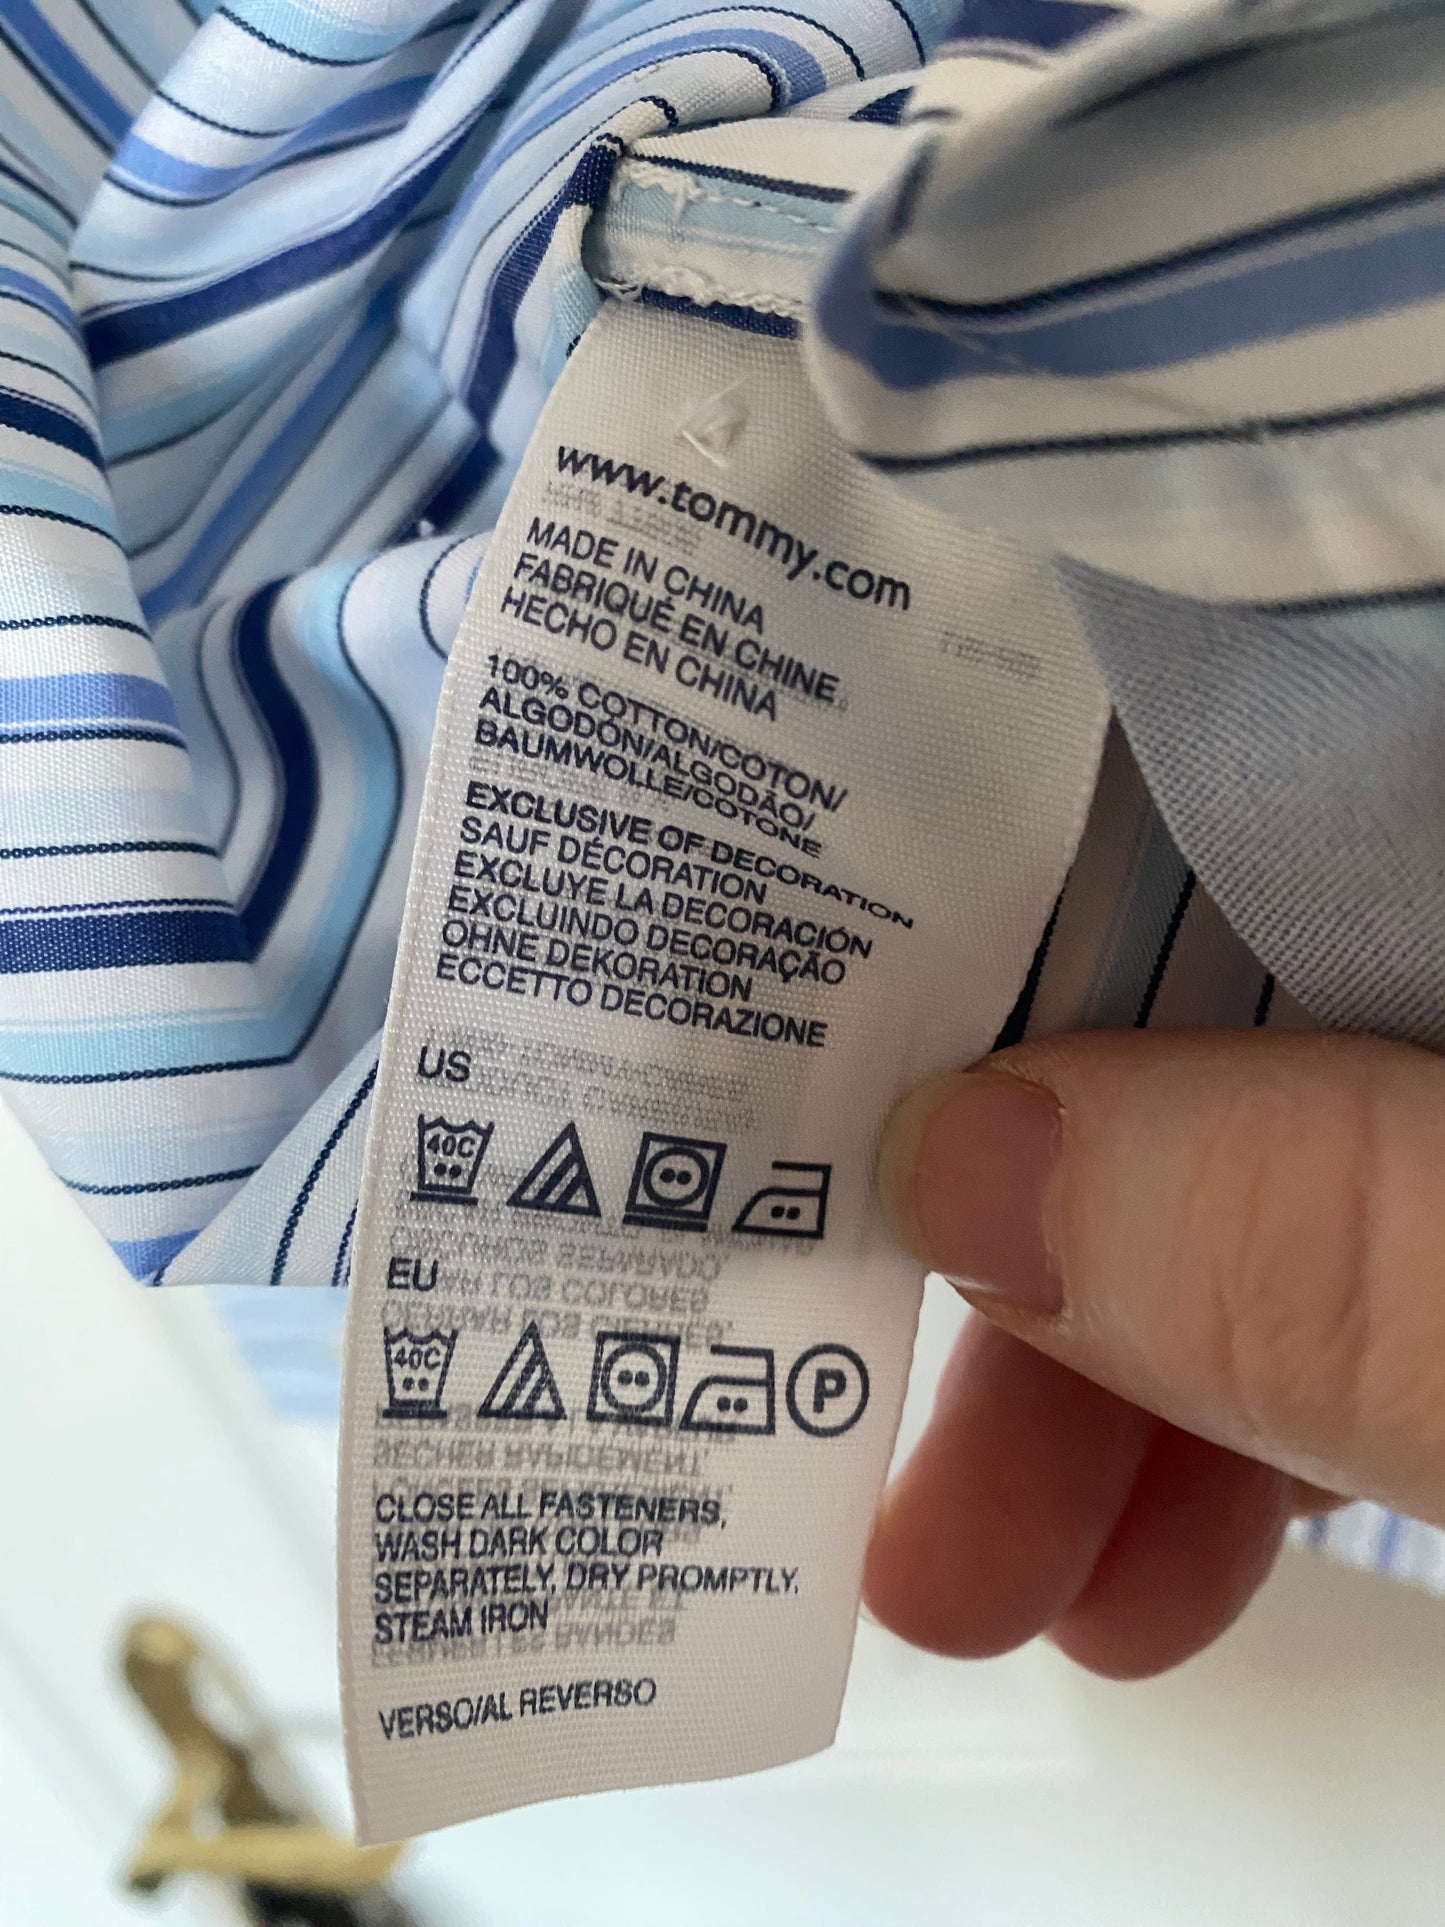 www.tommy.com
MADE IN CHINA
FABRIQUÉ EN CHINE
HECHO EN CHINA
100% COTTON/COTON/
ALGODÓN/ALGODÃO/
BAUMWOLLE/COTONE
EXCLUSIVE OF DECORATION
SAUF DÉCORATION
EXCLUYE LA DECORACIÓN
EXCLUINDO DECORAÇÃO
OHNE DEKORATION
ECCETTO DECORAZIONE
US
40C
EU
40C P
CLOSE ALL FASTENERS,
WASH DARK COLOR
SEPARATELY, DRY PROMPTLY,
STEAM IRON
VERSO/AL REVERSO